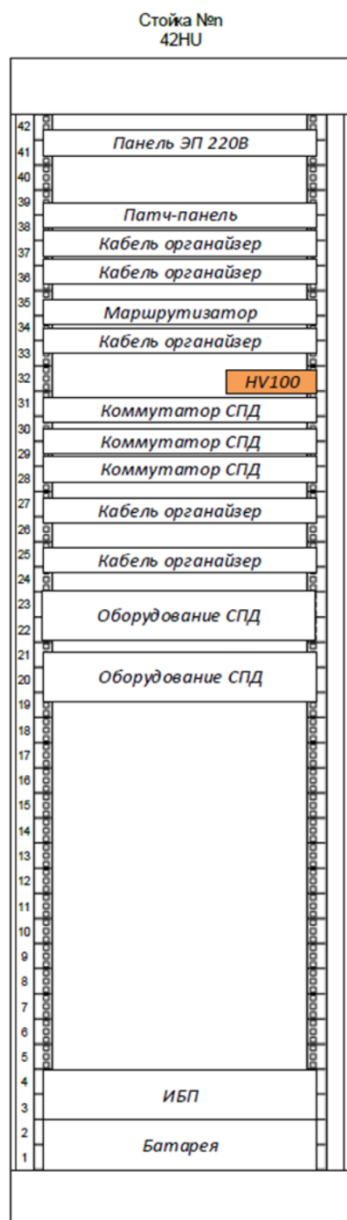 Стойка №n
42HU
42
41
Панель ЭП 220В
40
39
38
Патч-панель
37
Кабель органайзер
36
Кабель органайзер
35
34
Маршрутизатор
33
Кабель органайзер
32
HV100
31
Коммутатор СПД
30
Коммутатор СПД
29
28
Коммутатор СПД
27
Кабель органайзер
26
25
Кабель органайзер
24
23
22
Оборудование СПД
21
20
Оборудование СПД
19
18
17
16
15
14
13
12
11
10
9
8
7
6
5
4
3
ИБП
2
1
Батарея